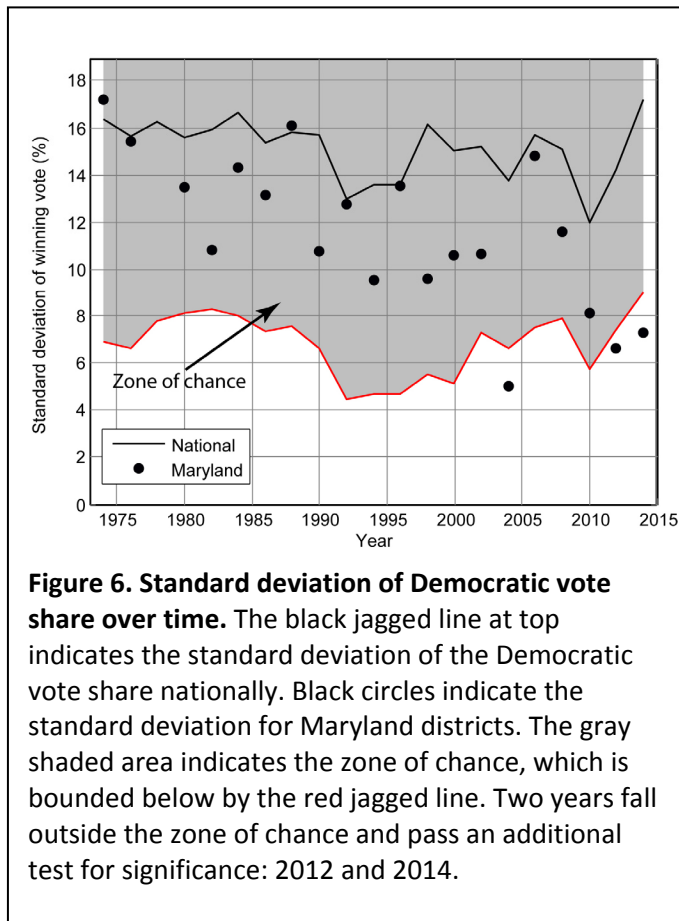 18
16
14
12
10
8
6
4
2
0
Standard deviation of winning vote (%)
Zone of chance
National
Maryland
1975 1980 1985 1990 1995 2000 2005 2010 2015
Year
Figure 6. Standard deviation of Democratic vote
share over time. The black jagged line at top
indicates the standard deviation of the Democratic
vote share nationally. Black circles indicate the
standard deviation for Maryland districts. The gray
shaded area indicates the zone of chance, which is
bounded below by the red jagged line. Two years fall
outside the zone of chance and pass an additional
test for significance: 2012 and 2014.